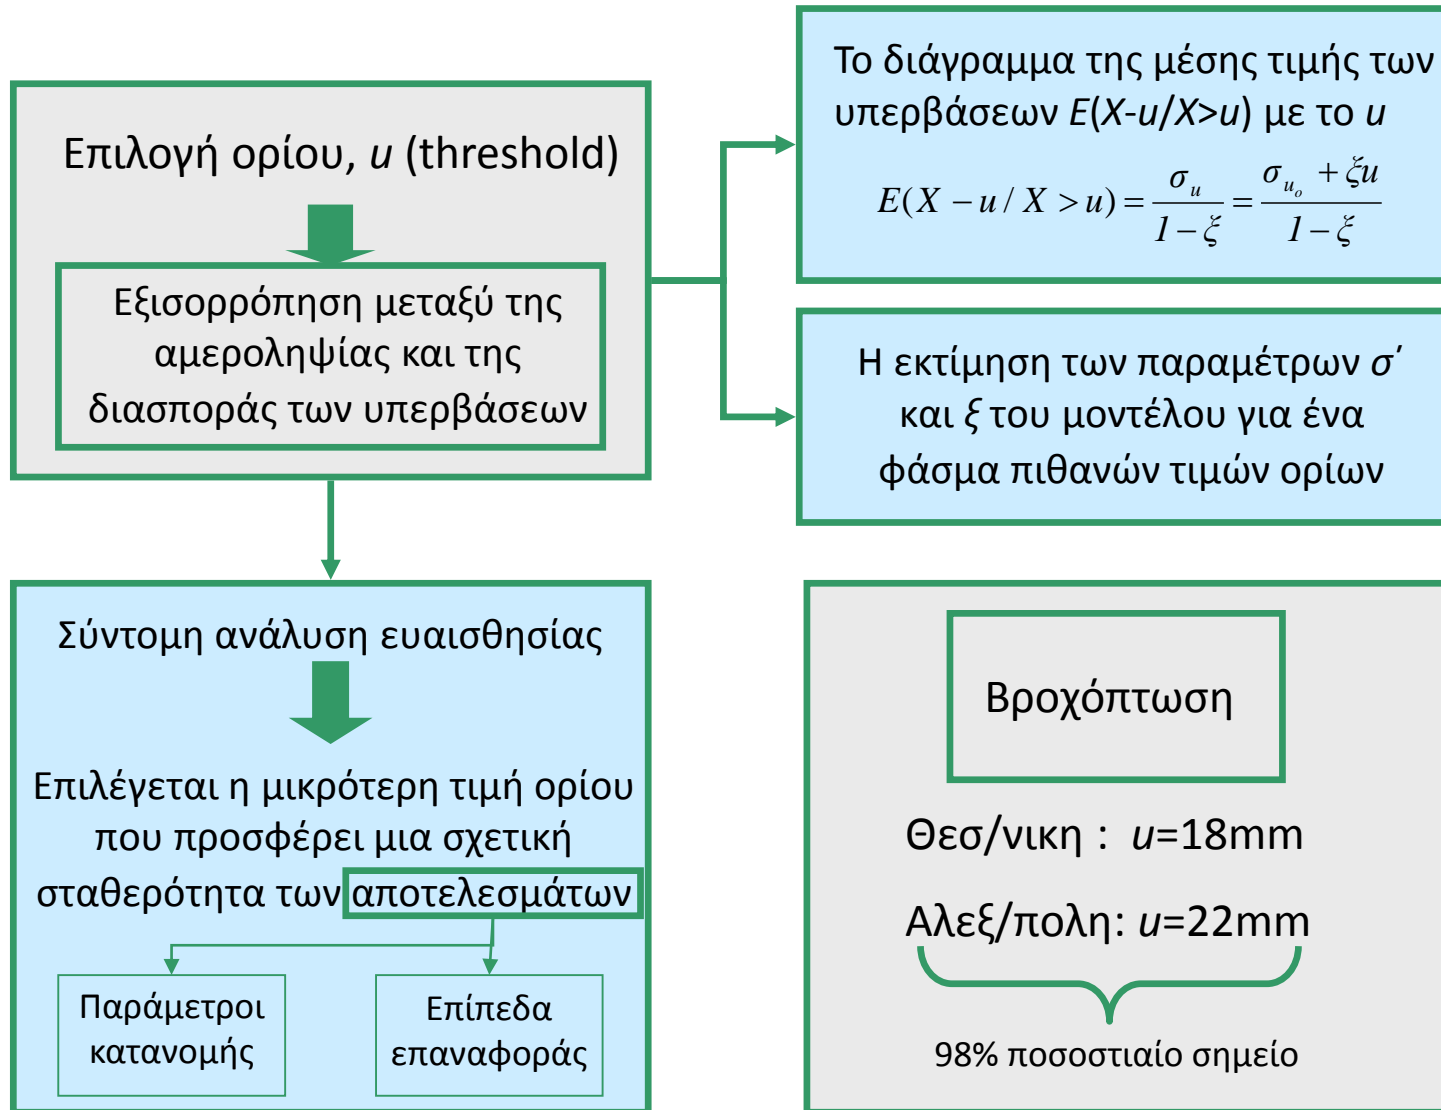 Επιλογή ορίου, u (threshold)
Εξισορρόπηση μεταξύ της
αμεροληψίας και της
διασποράς των υπερβάσεων
Το διάγραμμα της μέσης τιμής των
υπερβάσεων E(X-u/X>u) με το u
E(X − u / X > u) = σ_u / (1 − ξ) = (σ_{u_o} + ξu) / (1 − ξ)
Η εκτίμηση των παραμέτρων σ΄
και ξ του μοντέλου για ένα
φάσμα πιθανών τιμών ορίων
Σύντομη ανάλυση ευαισθησίας
Επιλέγεται η μικρότερη τιμή ορίου
που προσφέρει μια σχετική
σταθερότητα των αποτελεσμάτων
Παράμετροι
κατανομής
Επίπεδα
επαναφοράς
Βροχόπτωση
Θεσ/νικη : u=18mm
Αλεξ/πολη: u=22mm
98% ποσοστιαίο σημείο